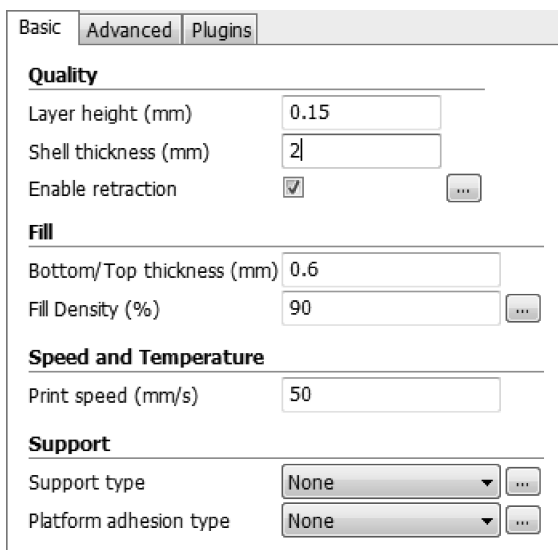 Basic Advanced Plugins
Quality
Layer height (mm) 0.15
Shell thickness (mm) 2
Enable retraction ...
Fill
Bottom/Top thickness (mm) 0.6
Fill Density (%) 90 ...
Speed and Temperature
Print speed (mm/s) 50
Support
Support type None ...
Platform adhesion type None ...